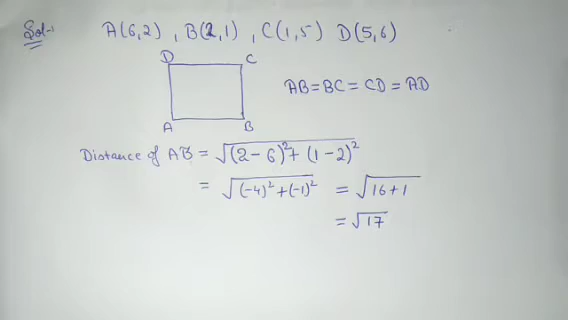 Sol:-
A(6,2) , B(2,1) , C(1,5) D(5,6)
D C
AB=BC= CD = AD
A B
Distance of AB = √(2-6)²+ (1-2)²
= √(-4)²+(-1)² = √16+1
= √17